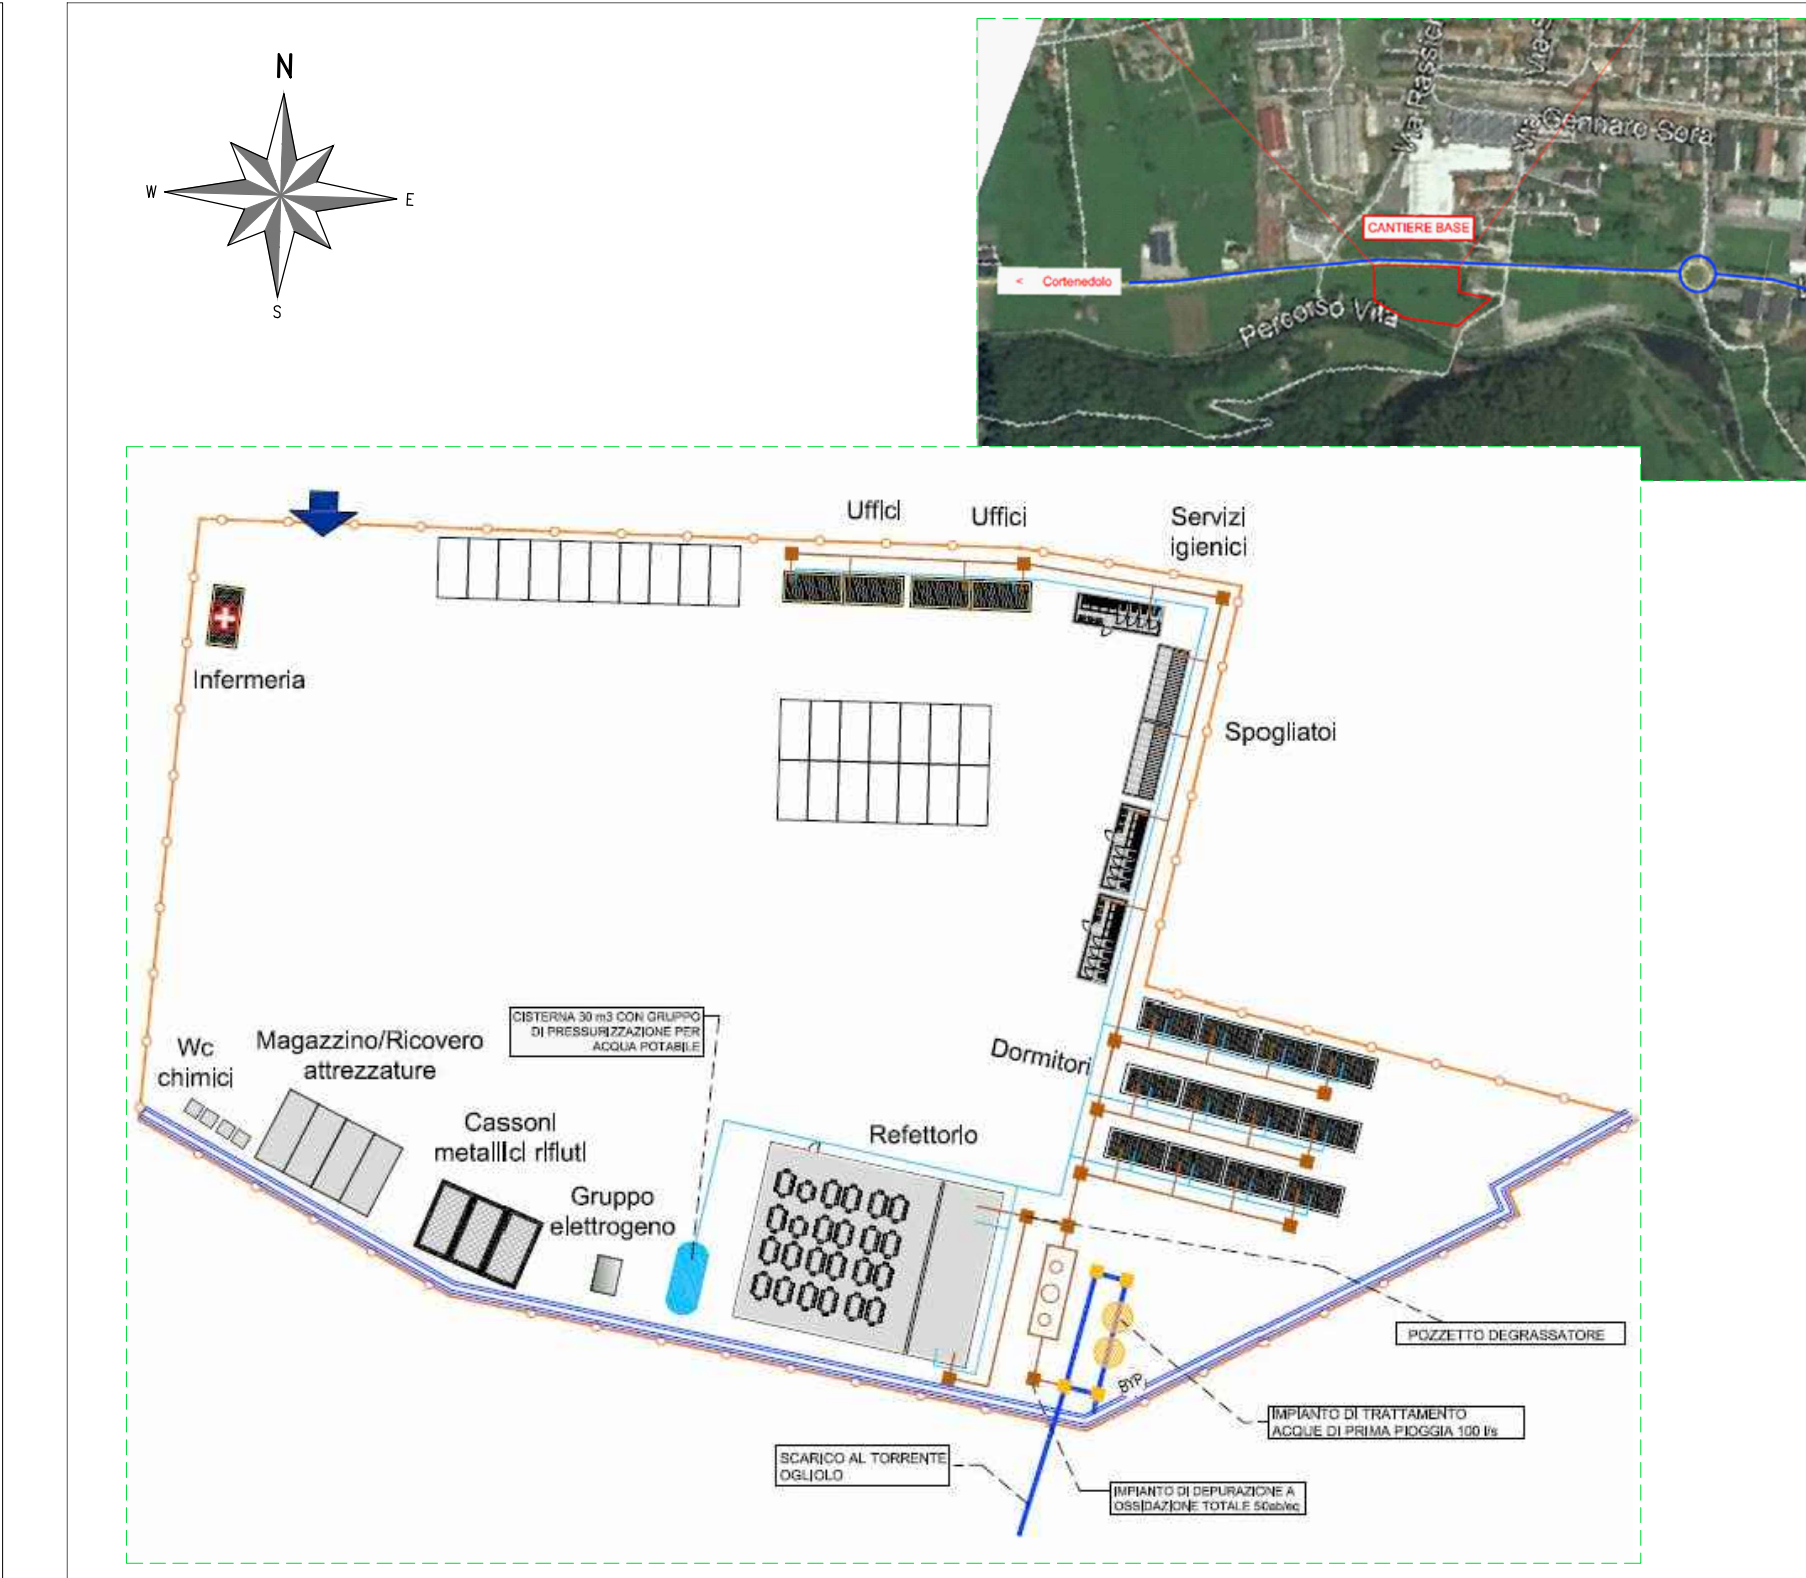 N
W
E
S
Via Rassiel
Via S
Via Gennaro Sora
CANTIERE BASE
< Cortenedolo
Percorso Vita
Uffici
Uffici
Servizi
igienici
Infermeria
Spogliatoi
CISTERNA 30 m3 CON GRUPPO
DI PRESSURIZZAZIONE PER
ACQUA POTABILE
Wc
chimici
Magazzino/Ricovero
attrezzature
Dormitori
Cassoni
metallici rifiuti
Refettorio
Gruppo
elettrogeno
POZZETTO DEGRASSATORE
BYP
IMPIANTO DI TRATTAMENTO
ACQUE DI PRIMA PIOGGIA 100 l/s
SCARICO AL TORRENTE
OGLIOLO
IMPIANTO DI DEPURAZIONE A
OSSIDAZIONE TOTALE 50ab/eq